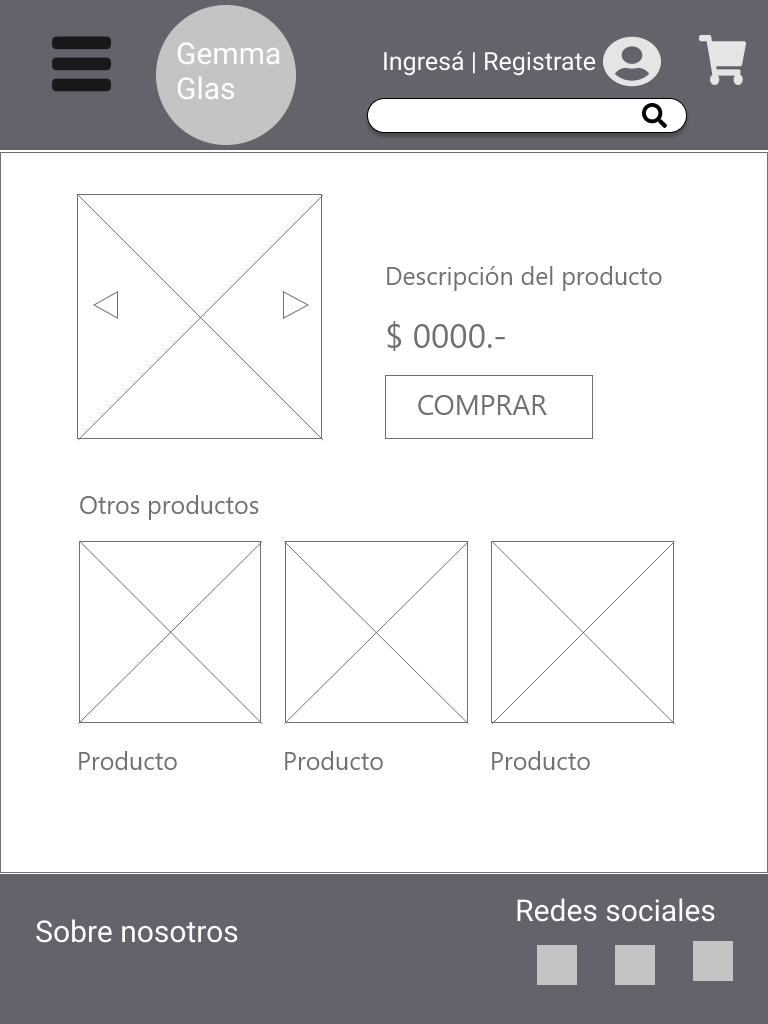 Gemma
Glas
Ingresá | Registrate
Descripción del producto
$ 0000.-
COMPRAR
Otros productos
Producto
Producto
Producto
Sobre nosotros
Redes sociales